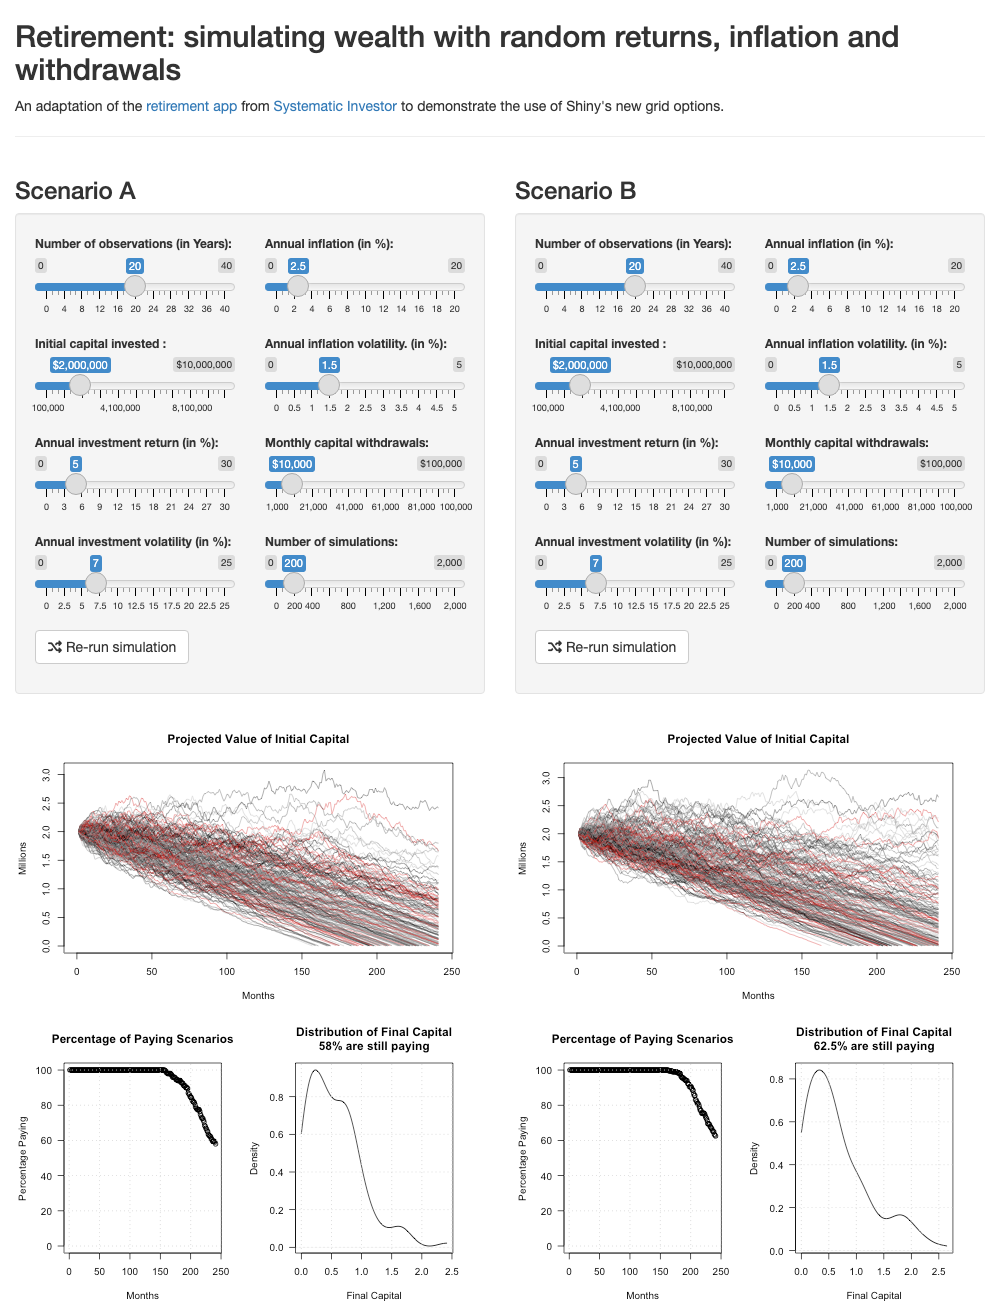 Retirement: simulating wealth with random returns, inflation and
withdrawals
An adaptation of the retirement app from Systematic Investor to demonstrate the use of Shiny's new grid options.
Scenario A
Number of observations (in Years):
0 20 40
0 4 8 12 16 20 24 28 32 36 40
Annual inflation (in %):
0 2.5 20
0 2 4 6 8 10 12 14 16 18 20
Initial capital invested :
$2,000,000 $10,000,000
100,000 4,100,000 8,100,000
Annual inflation volatility. (in %):
0 1.5 5
0 0.5 1 1.5 2 2.5 3 3.5 4 4.5 5
Annual investment return (in %):
0 5 30
0 3 6 9 12 15 18 21 24 27 30
Monthly capital withdrawals:
$10,000 $100,000
1,000 21,000 41,000 61,000 81,000 100,000
Annual investment volatility (in %):
0 7 25
0 2.5 5 7.5 10 12.5 15 17.5 20 22.5 25
Number of simulations:
0 200 2,000
0 200 400 800 1,200 1,600 2,000
Re-run simulation
Scenario B
Number of observations (in Years):
0 20 40
0 4 8 12 16 20 24 28 32 36 40
Annual inflation (in %):
0 2.5 20
0 2 4 6 8 10 12 14 16 18 20
Initial capital invested :
$2,000,000 $10,000,000
100,000 4,100,000 8,100,000
Annual inflation volatility. (in %):
0 1.5 5
0 0.5 1 1.5 2 2.5 3 3.5 4 4.5 5
Annual investment return (in %):
0 5 30
0 3 6 9 12 15 18 21 24 27 30
Monthly capital withdrawals:
$10,000 $100,000
1,000 21,000 41,000 61,000 81,000 100,000
Annual investment volatility (in %):
0 7 25
0 2.5 5 7.5 10 12.5 15 17.5 20 22.5 25
Number of simulations:
0 200 2,000
0 200 400 800 1,200 1,600 2,000
Re-run simulation
Projected Value of Initial Capital
Millions
3.0
2.5
2.0
1.5
1.0
0.5
0.0
0 50 100 150 200 250
Months
Percentage of Paying Scenarios
Percentage Paying
100
80
60
40
20
0
0 50 100 150 200 250
Months
Distribution of Final Capital
58% are still paying
Density
0.8
0.6
0.4
0.2
0.0
0.0 0.5 1.0 1.5 2.0 2.5
Final Capital
Projected Value of Initial Capital
Millions
3.0
2.5
2.0
1.5
1.0
0.5
0.0
0 50 100 150 200 250
Months
Percentage of Paying Scenarios
Percentage Paying
100
80
60
40
20
0
0 50 100 150 200 250
Months
Distribution of Final Capital
62.5% are still paying
Density
0.8
0.6
0.4
0.2
0.0
0.0 0.5 1.0 1.5 2.0 2.5
Final Capital